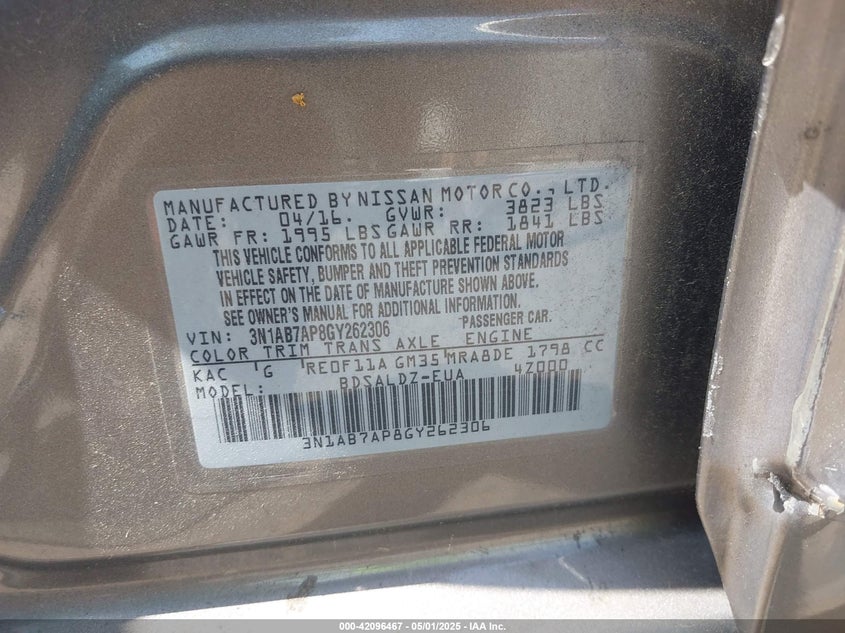 MANUFACTURED BY NISSAN MOTOR CO., LTD.
DATE: 04/16. GVWR: 3823 LBS
GAWR FR: 1995 LBS GAWR RR: 1841 LBS
THIS VEHICLE CONFORMS TO ALL APPLICABLE FEDERAL MOTOR
VEHICLE SAFETY, BUMPER AND THEFT PREVENTION STANDARDS
IN EFFECT ON THE DATE OF MANUFACTURE SHOWN ABOVE.
SEE OWNER'S MANUAL FOR ADDITIONAL INFORMATION.
VIN: 3N1AB7AP8GY262306 PASSENGER CAR.
COLOR TRIM TRANS AXLE ENGINE
KAC G RE0F11A GM35 MRA8DE 1798 CC
MODEL: BDSALDZ-EUA 4Z000
3N1AB7AP8GY262306
000-42096467 - 05/01/2025 - IAA Inc.